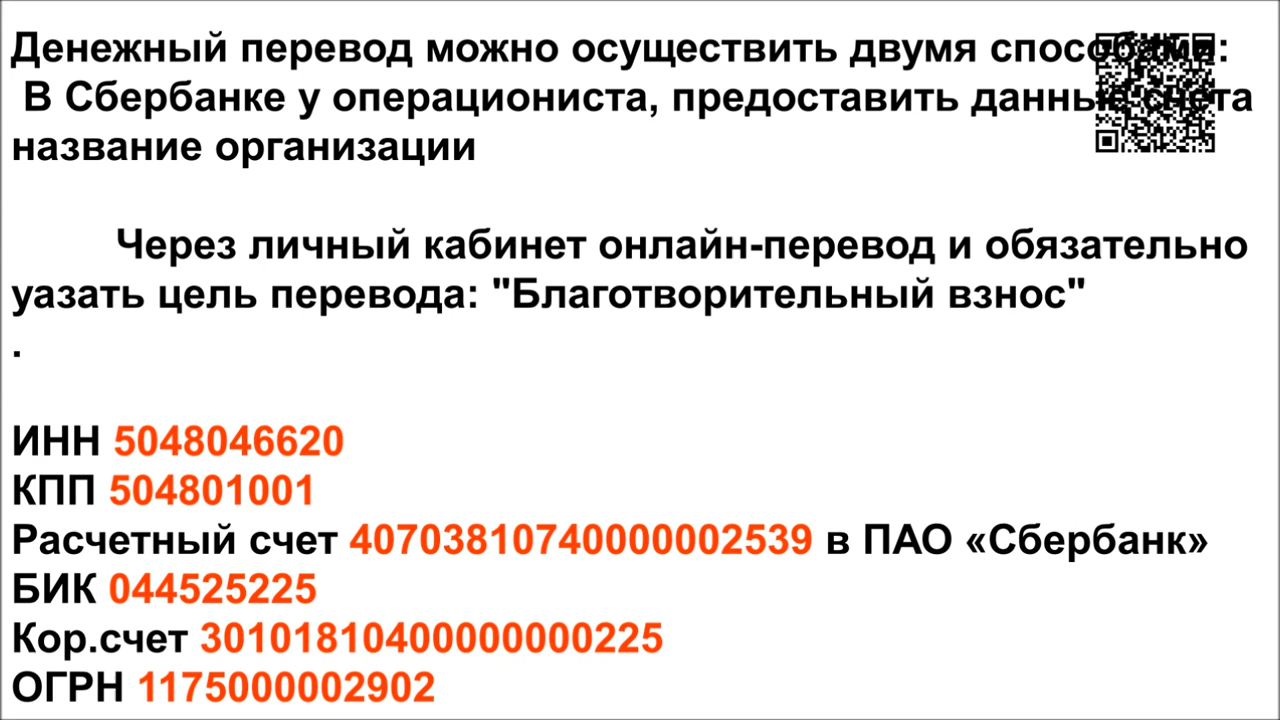 Денежный перевод можно осуществить двумя способами:
В Сбербанке у операциониста, предоставить данные счета
название организации
Через личный кабинет онлайн-перевод и обязательно
уазать цель перевода: "Благотворительный взнос"
.
ИНН 5048046620
КПП 504801001
Расчетный счет 40703810740000002539 в ПАО «Сбербанк»
БИК 044525225
Кор.счет 30101810400000000225
ОГРН 1175000002902